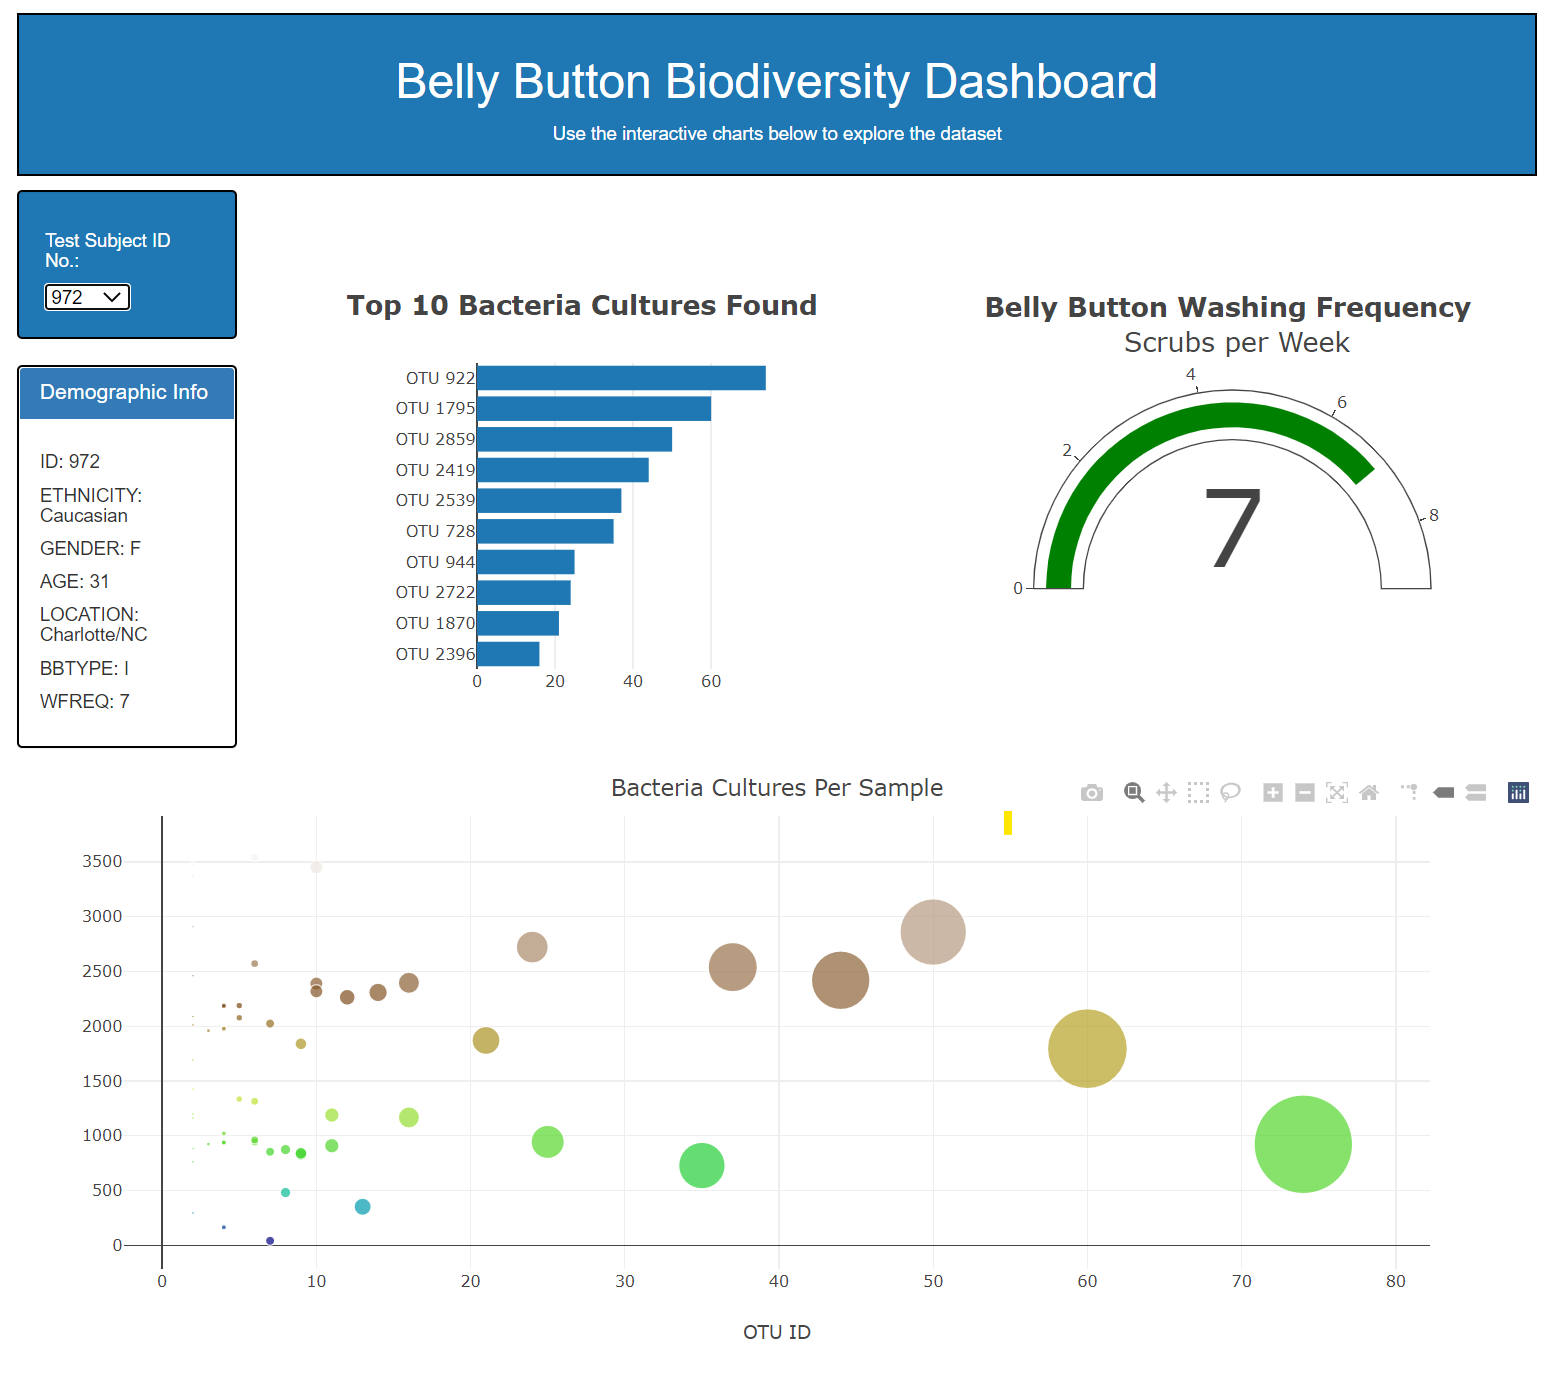 Belly Button Biodiversity Dashboard
Use the interactive charts below to explore the dataset
Test Subject ID
No.:
972
Demographic Info
ID: 972
ETHNICITY:
Caucasian
GENDER: F
AGE: 31
LOCATION:
Charlotte/NC
BBTYPE: I
WFREQ: 7
Top 10 Bacteria Cultures Found
OTU 922
OTU 1795
OTU 2859
OTU 2419
OTU 2539
OTU 728
OTU 944
OTU 2722
OTU 1870
OTU 2396
0 20 40 60
Belly Button Washing Frequency
Scrubs per Week
0
2
4
6
8
7
Bacteria Cultures Per Sample
3500
3000
2500
2000
1500
1000
500
0
0 10 20 30 40 50 60 70 80
OTU ID